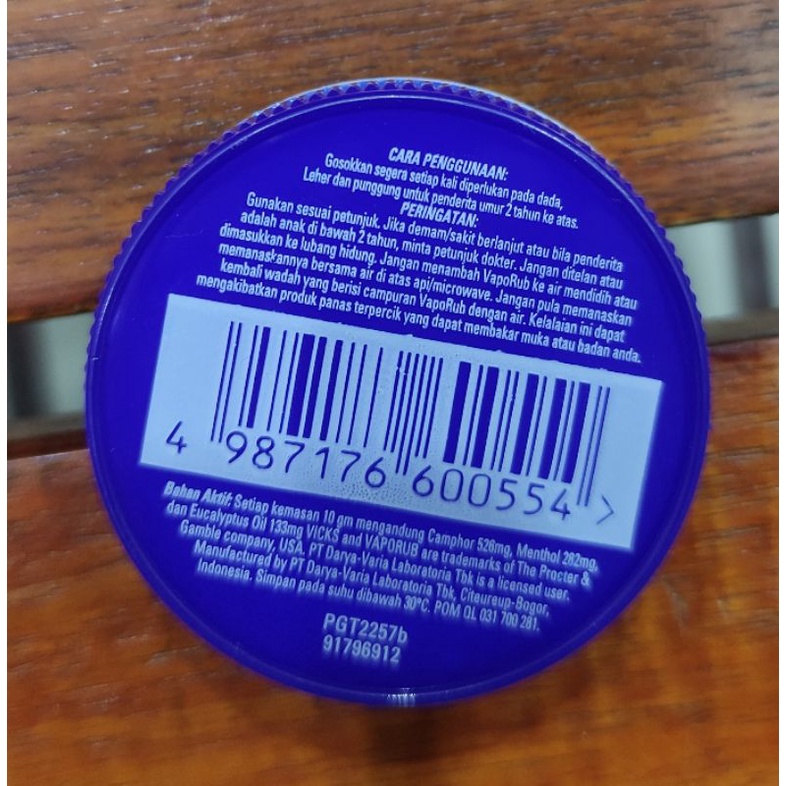 CARA PENGGUNAAN:
Gosokkan segera setiap kali diperlukan pada dada,
Leher dan punggung untuk penderita umur 2 tahun ke atas.
PERINGATAN:
Gunakan sesuai petunjuk. Jika demam/sakit berlanjut atau bila penderita
adalah anak di bawah 2 tahun, minta petunjuk dokter. Jangan ditelan atau
dimasukkan ke lubang hidung. Jangan menambah VapoRub ke air mendidih atau
memanaskannya bersama air di atas api/microwave. Jangan pula memanaskan
kembali wadah yang berisi campuran VapoRub dengan air. Kelalaian ini dapat
mengakibatkan produk panas terpercik yang dapat membakar muka atau badan anda.
4 987176 600554 >
Bahan Aktif: Setiap kemasan 10 gm mengandung Camphor 526mg, Menthol 282mg,
dan Eucalyptus Oil 133mg VICKS and VAPORUB are trademarks of The Procter &
Gamble company, USA. PT Darya-Varia Laboratoria Tbk is a licensed user.
Manufactured by PT Darya-Varia Laboratoria Tbk, Citeureup-Bogor,
Indonesia. Simpan pada suhu dibawah 30°C. POM QL 031 700 281.
PGT2257b
91796912